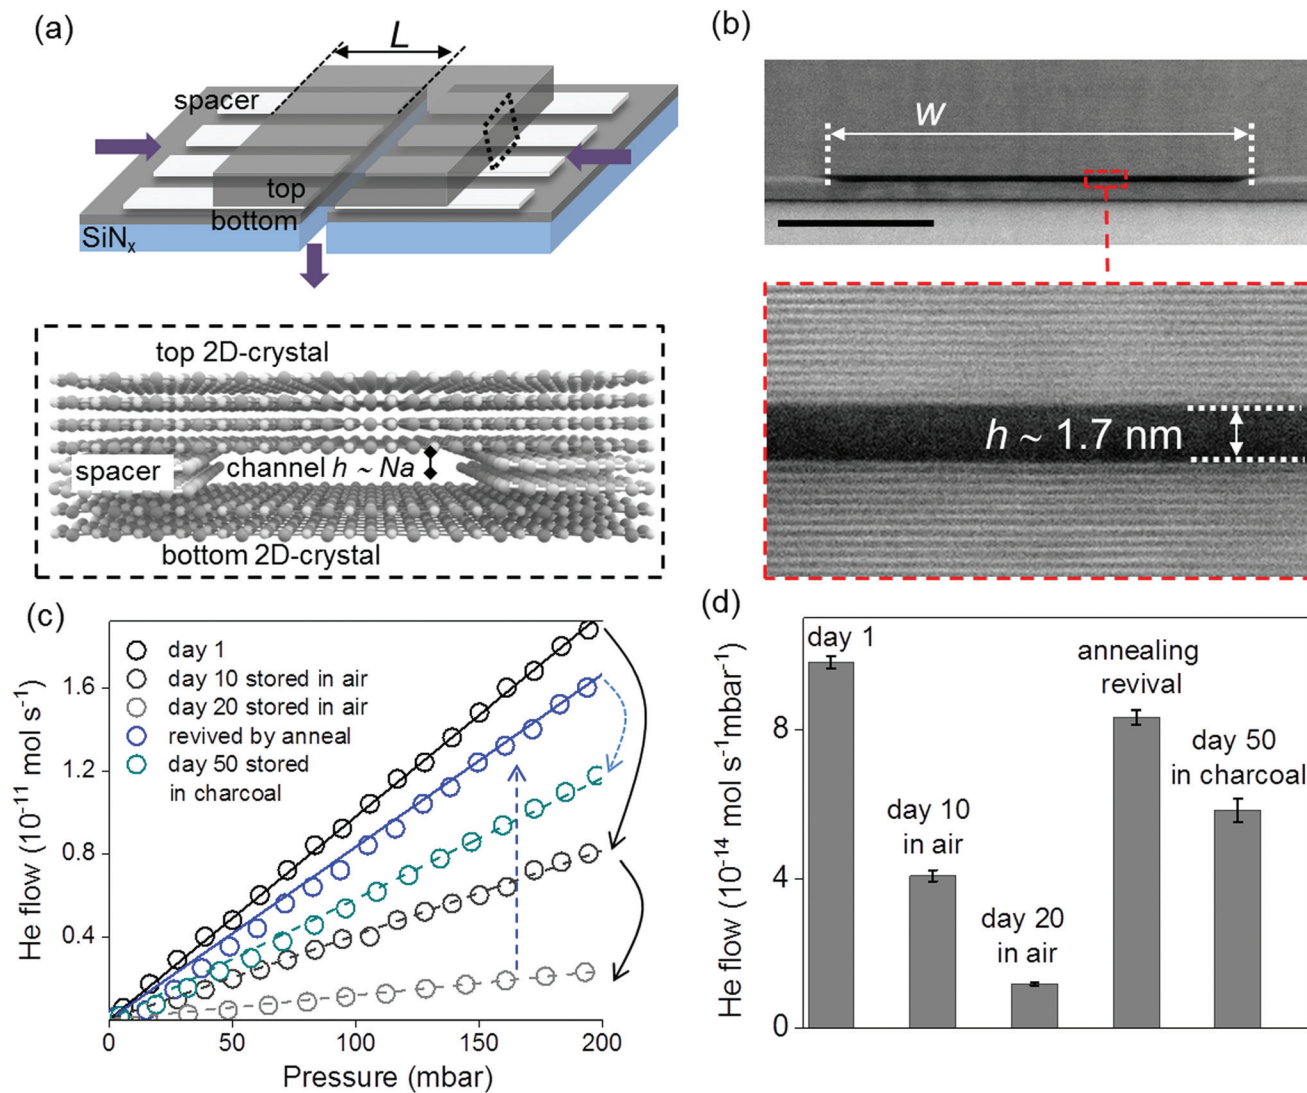 (a)
L
spacer
top
bottom
SiNₓ
top 2D-crystal
spacer
channel h ~ Na
bottom 2D-crystal
(b)
w
h ~ 1.7 nm
(c)
day 1
day 10 stored in air
day 20 stored in air
revived by anneal
day 50 stored
in charcoal
He flow (10⁻¹¹ mol s⁻¹)
1.6
1.2
0.8
0.4
0
50
100
150
200
Pressure (mbar)
(d)
He flow (10⁻¹⁴ mol s⁻¹mbar⁻¹)
8
4
0
day 1
day 10
in air
day 20
in air
annealing
revival
day 50
in charcoal